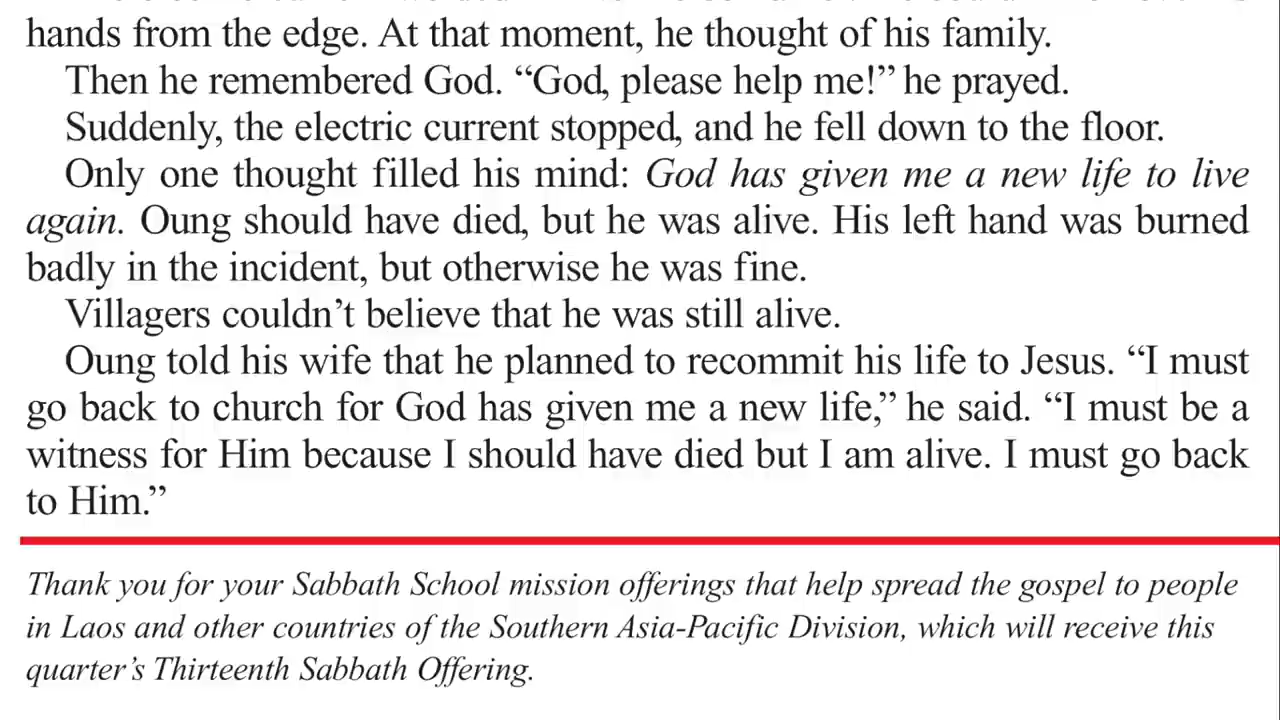 hands from the edge. At that moment, he thought of his family.
Then he remembered God. “God, please help me!” he prayed.
Suddenly, the electric current stopped, and he fell down to the floor.
Only one thought filled his mind: God has given me a new life to live
again. Oung should have died, but he was alive. His left hand was burned
badly in the incident, but otherwise he was fine.
Villagers couldn’t believe that he was still alive.
Oung told his wife that he planned to recommit his life to Jesus. “I must
go back to church for God has given me a new life,” he said. “I must be a
witness for Him because I should have died but I am alive. I must go back
to Him.”
Thank you for your Sabbath School mission offerings that help spread the gospel to people
in Laos and other countries of the Southern Asia-Pacific Division, which will receive this
quarter’s Thirteenth Sabbath Offering.